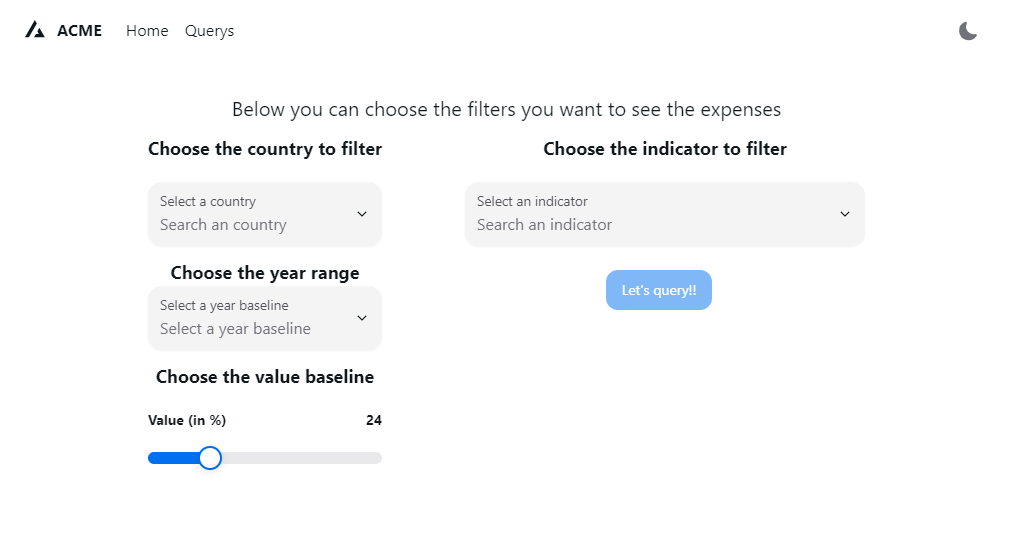 ACME Home Querys
Below you can choose the filters you want to see the expenses
Choose the country to filter
Select a country
Search an country
Choose the year range
Select a year baseline
Select a year baseline
Choose the value baseline
Value (in %) 24
Choose the indicator to filter
Select an indicator
Search an indicator
Let's query!!